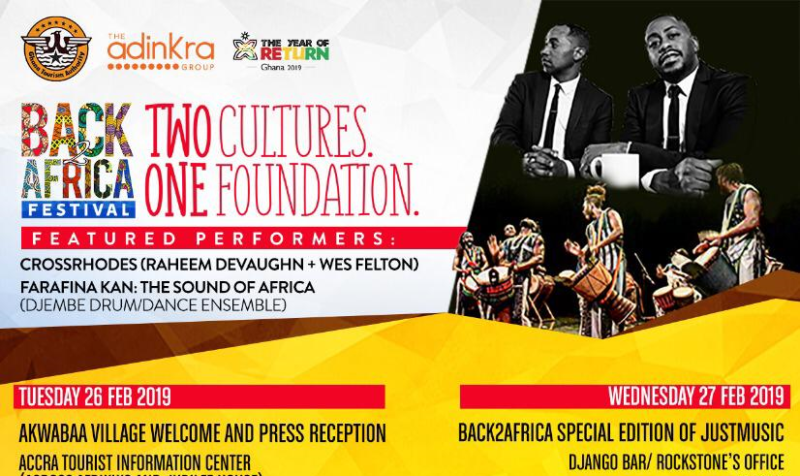 Ghana Tourism Authority
THE
adinkra
GROUP
THE YEAR OF
RETURN
Ghana 2019
BACK
2
AFRICA
FESTIVAL
TWO CULTURES.
ONE FOUNDATION.
FEATURED PERFORMERS:
CROSSRHODES (RAHEEM DEVAUGHN + WES FELTON)
FARAFINA KAN: THE SOUND OF AFRICA
(DJEMBE DRUM/DANCE ENSEMBLE)
TUESDAY 26 FEB 2019
AKWABAA VILLAGE WELCOME AND PRESS RECEPTION
ACCRA TOURIST INFORMATION CENTER
WEDNESDAY 27 FEB 2019
BACK2AFRICA SPECIAL EDITION OF JUSTMUSIC
DJANGO BAR/ ROCKSTONE'S OFFICE